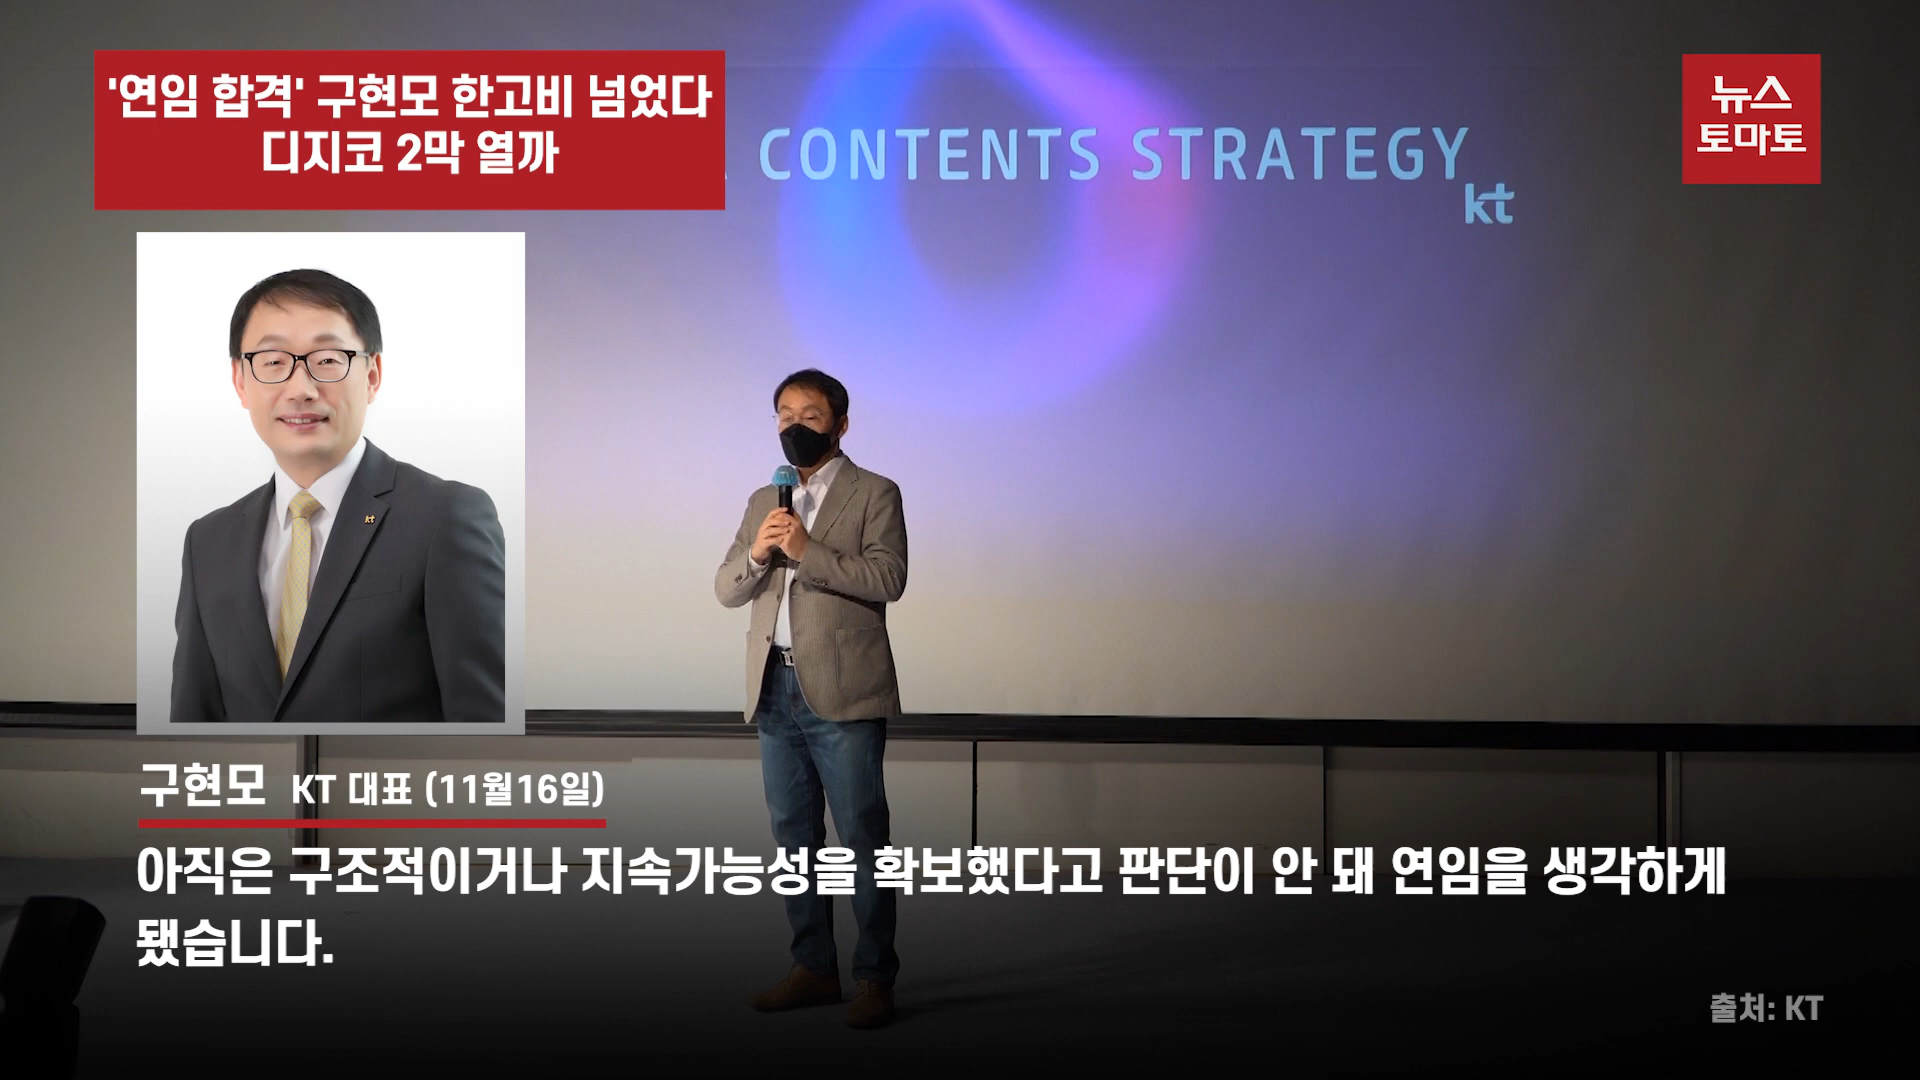 '연임 합격' 구현모 한고비 넘었다
디지코 2막 열까
뉴스
토마토
CONTENTS STRATEGY
kt
kt
구현모 KT 대표 (11월16일)
아직은 구조적이거나 지속가능성을 확보했다고 판단이 안 돼 연임을 생각하게
됐습니다.
출처: KT